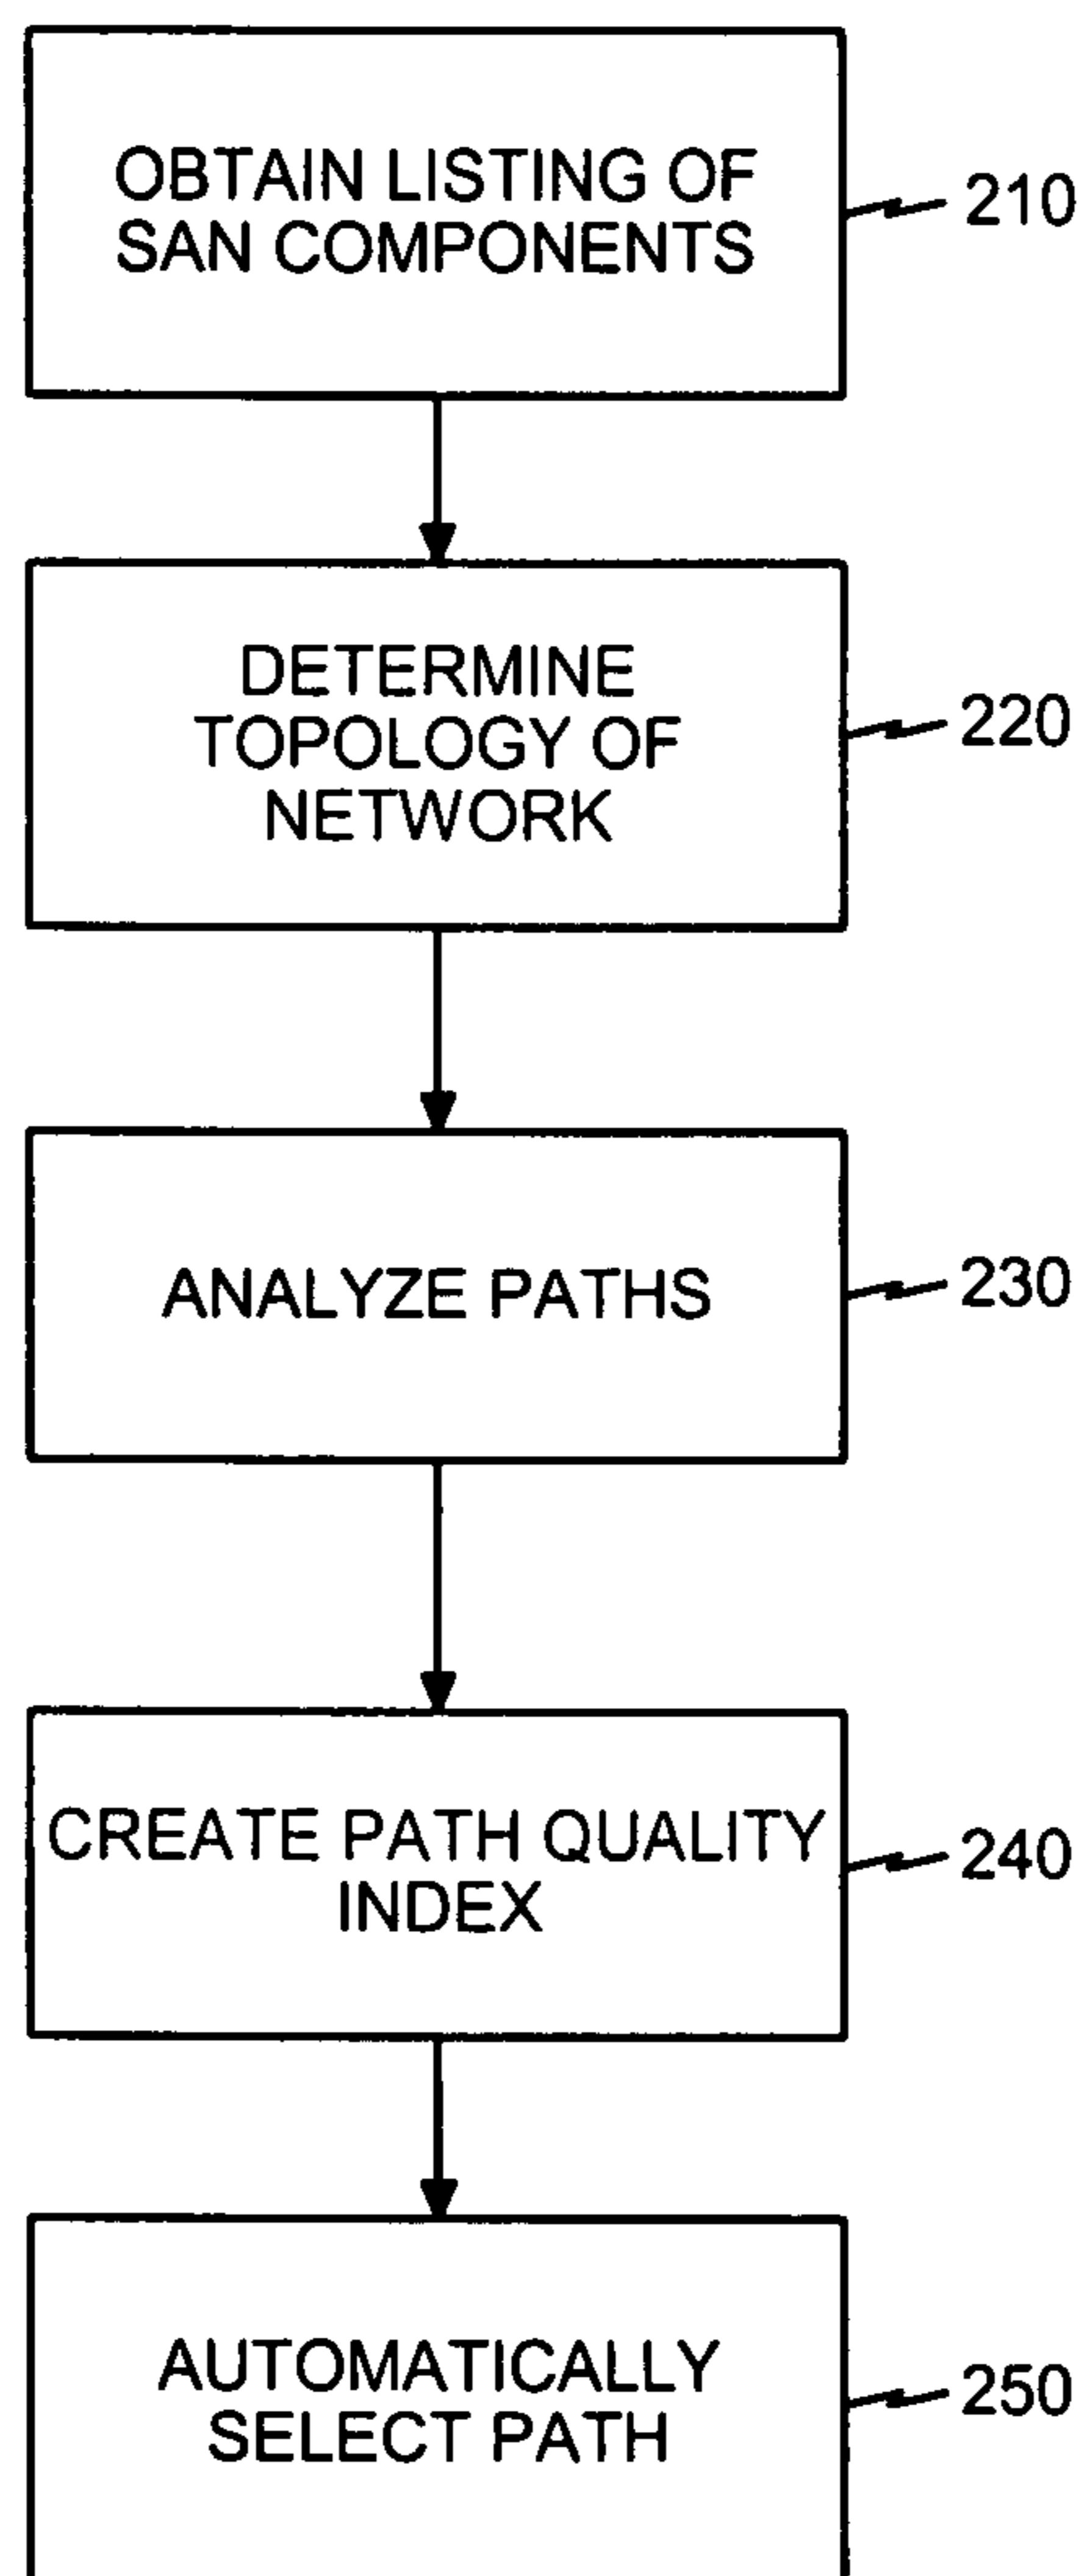 OBTAIN LISTING OF
SAN COMPONENTS
210
DETERMINE
TOPOLOGY OF
NETWORK
220
ANALYZE PATHS
230
CREATE PATH QUALITY
INDEX
240
AUTOMATICALLY
SELECT PATH
250